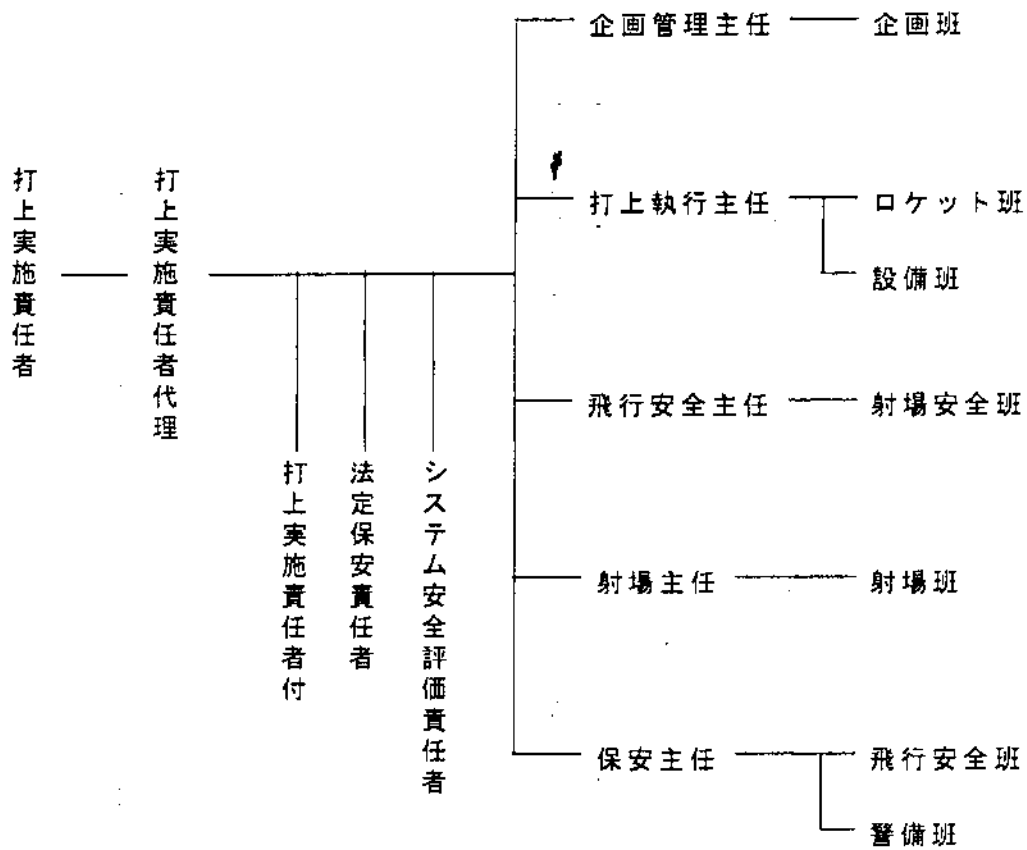 打上実施責任者
打上実施責任者代理
打上実施責任者付
法定保安責任者
システム安全評価責任者
企画管理主任
企画班
打上執行主任
ロケット班
設備班
飛行安全主任
射場安全班
射場主任
射場班
保安主任
飛行安全班
警備班